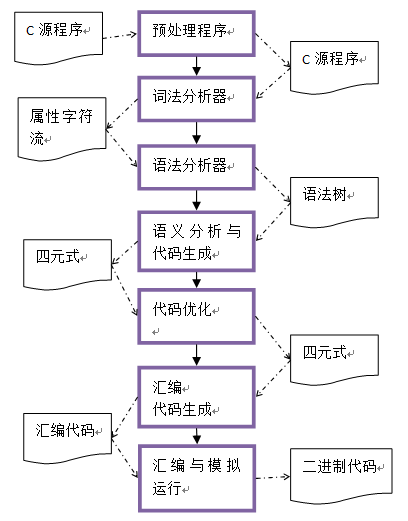 C 源程序
预处理程序
C 源程序
词法分析器
属性字符
流
语法分析器
语法树
语义分析与
代码生成
四元式
代码优化
四元式
汇编
代码生成
汇编代码
汇编与模拟
运行
二进制代码